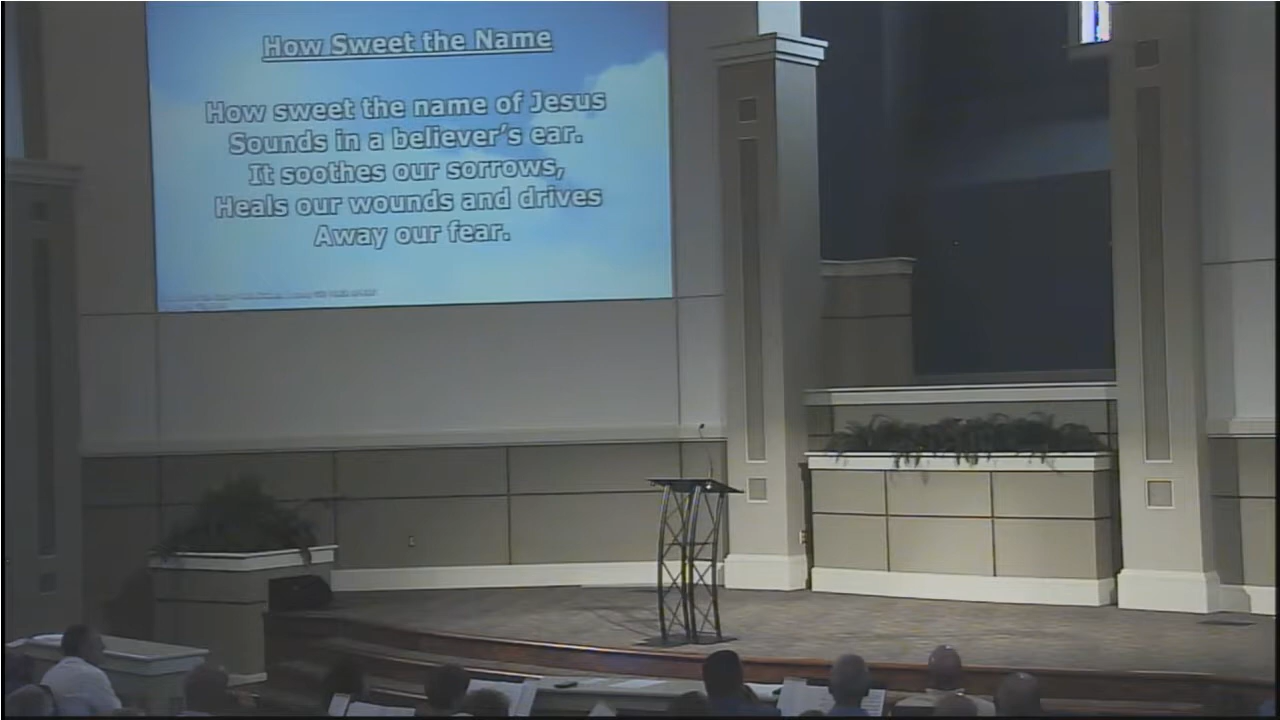 How Sweet the Name
How sweet the name of Jesus
Sounds in a believer's ear.
It soothes our sorrows,
Heals our wounds and drives
Away our fear.